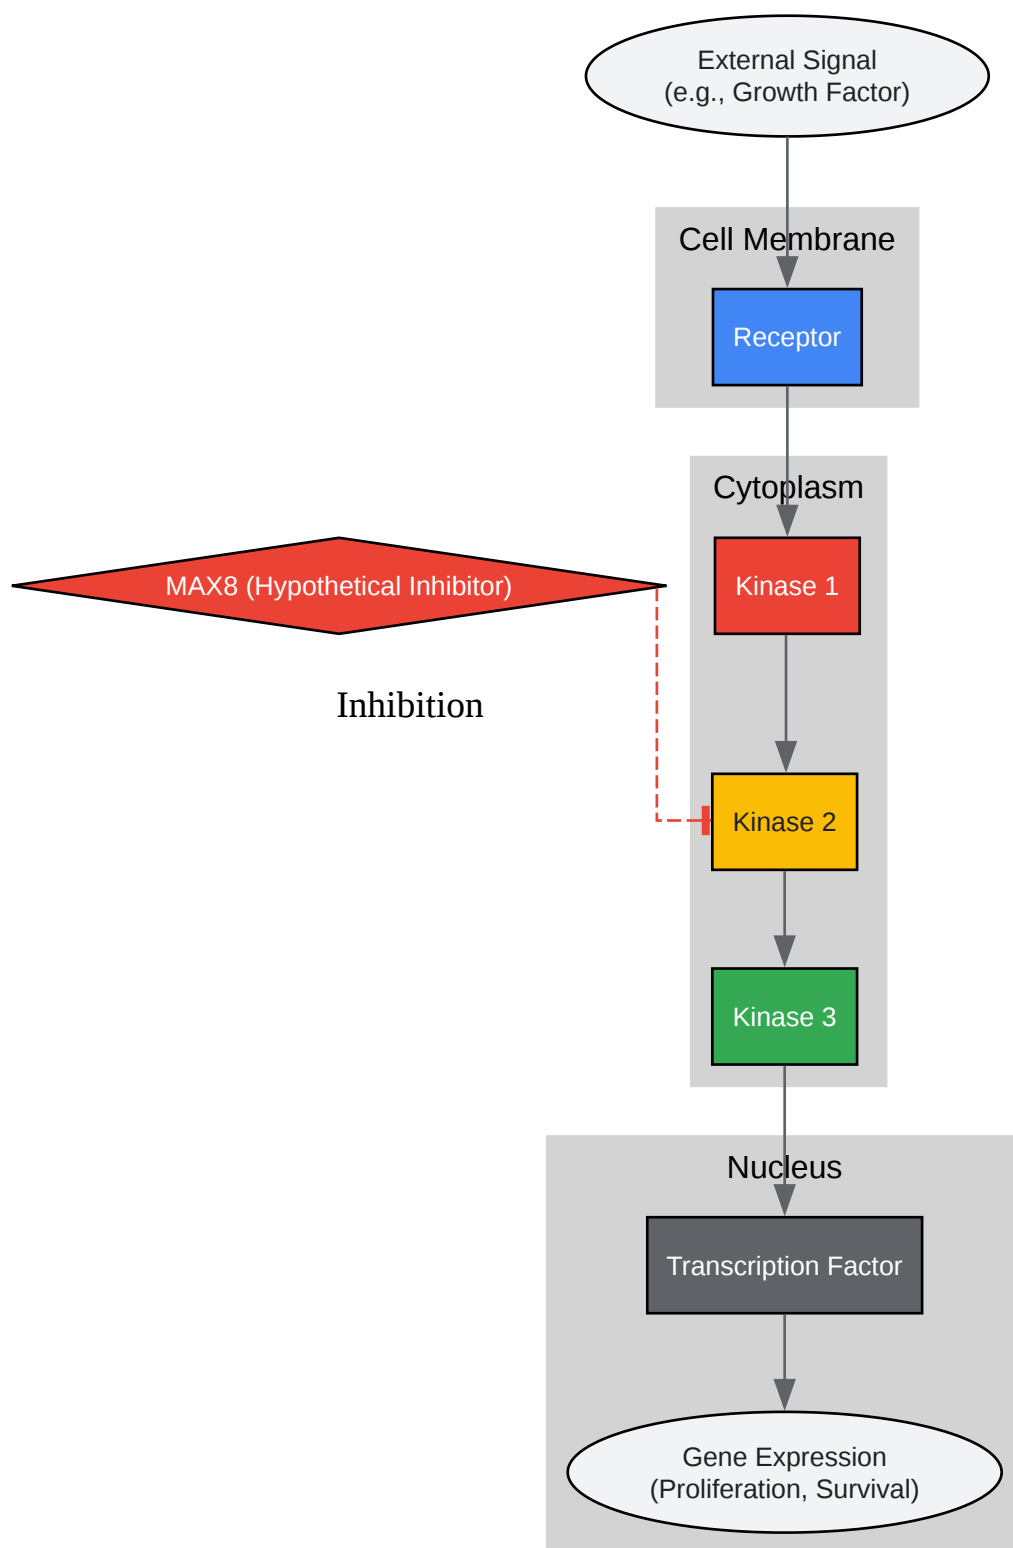 External Signal
(e.g., Growth Factor)
Cell Membrane
Receptor
Cytoplasm
MAX8 (Hypothetical Inhibitor)
Kinase 1
Inhibition
Kinase 2
Kinase 3
Nucleus
Transcription Factor
Gene Expression
(Proliferation, Survival)